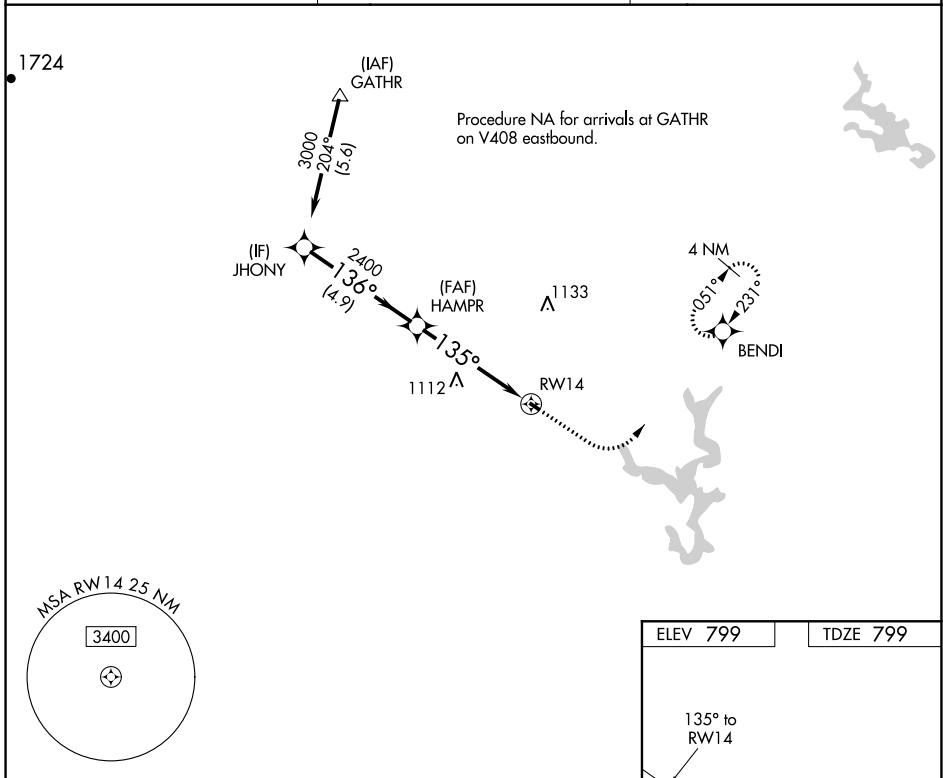 1724
(IAF)
GATHR
Procedure NA for arrivals at GATHR
on V408 eastbound.
3000
204°
(5.6)
(IF)
JHONY
2400
136°
(4.9)
(FAF)
HAMPR
1133
4 NM
051°
231°
BENDI
135°
1112
RW14
MSA RW14 25 NM
3400
ELEV 799
TDZE 799
135° to
RW14